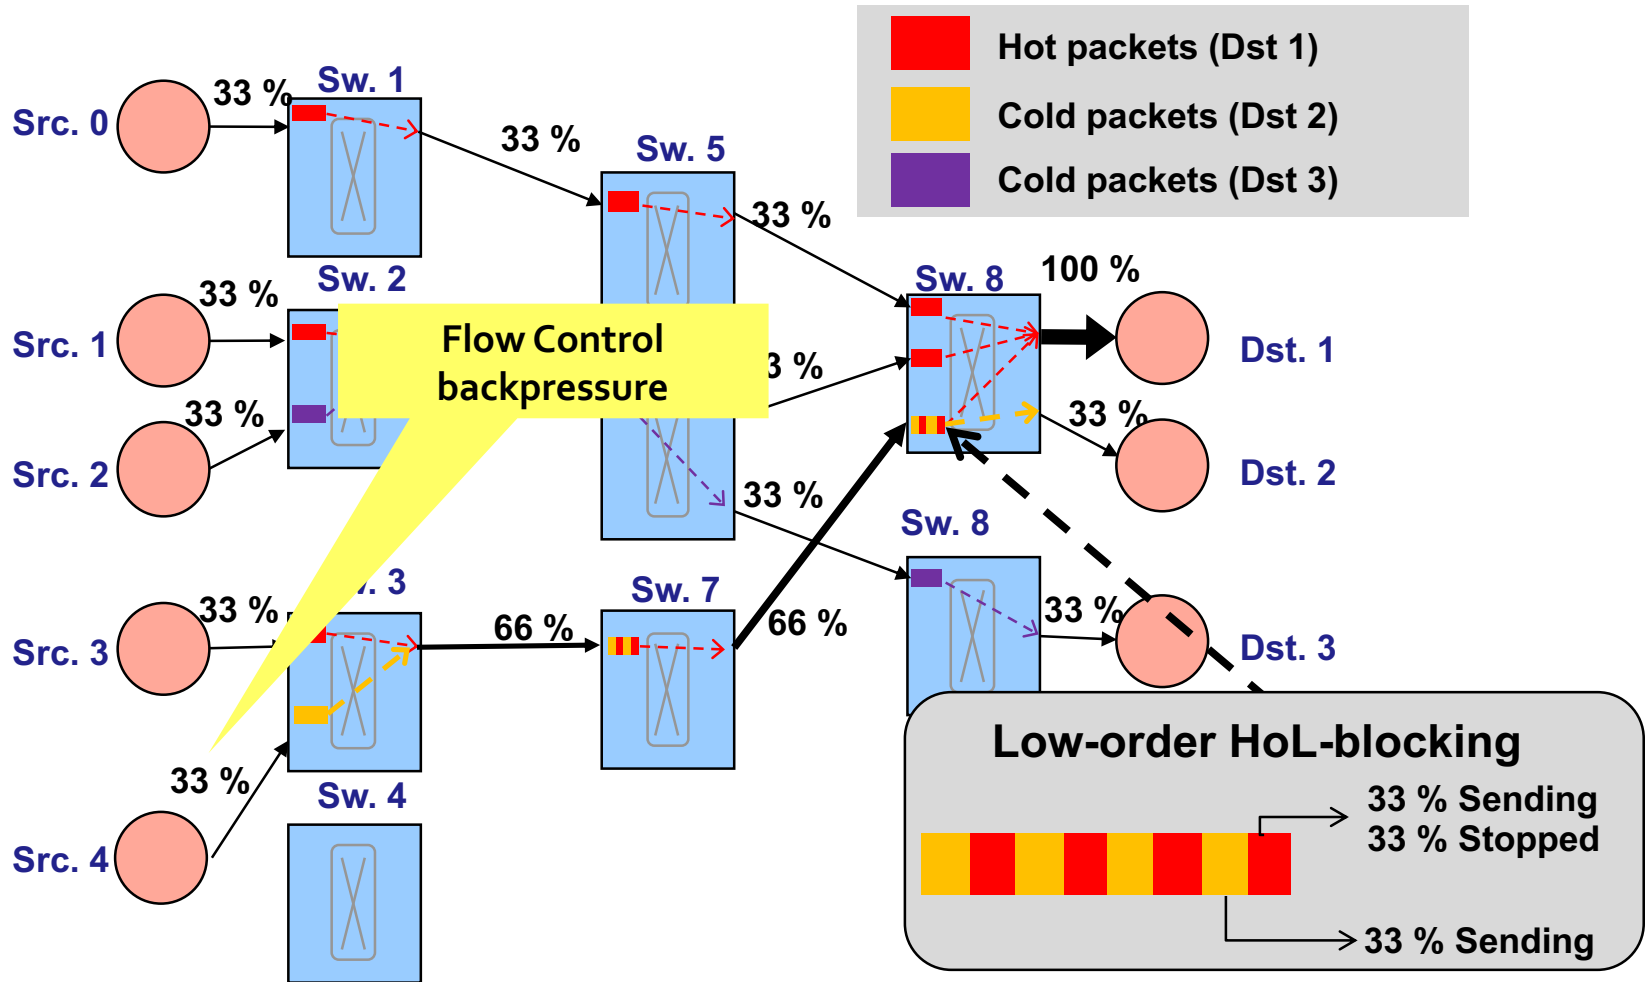 Hot packets (Dst 1)
Cold packets (Dst 2)
Cold packets (Dst 3)
Src. 0
33 %
Sw. 1
33 %
Sw. 5
33 %
Src. 1
33 %
Sw. 2
Src. 2
33 %
Flow Control
backpressure
3 %
Sw. 8
100 %
Dst. 1
33 %
Dst. 2
33 %
Sw. 8
33 %
Dst. 3
Src. 3
33 %
. 3
66 %
Sw. 7
66 %
Src. 4
33 %
Sw. 4
Low-order HoL-blocking
33 % Sending
33 % Stopped
33 % Sending